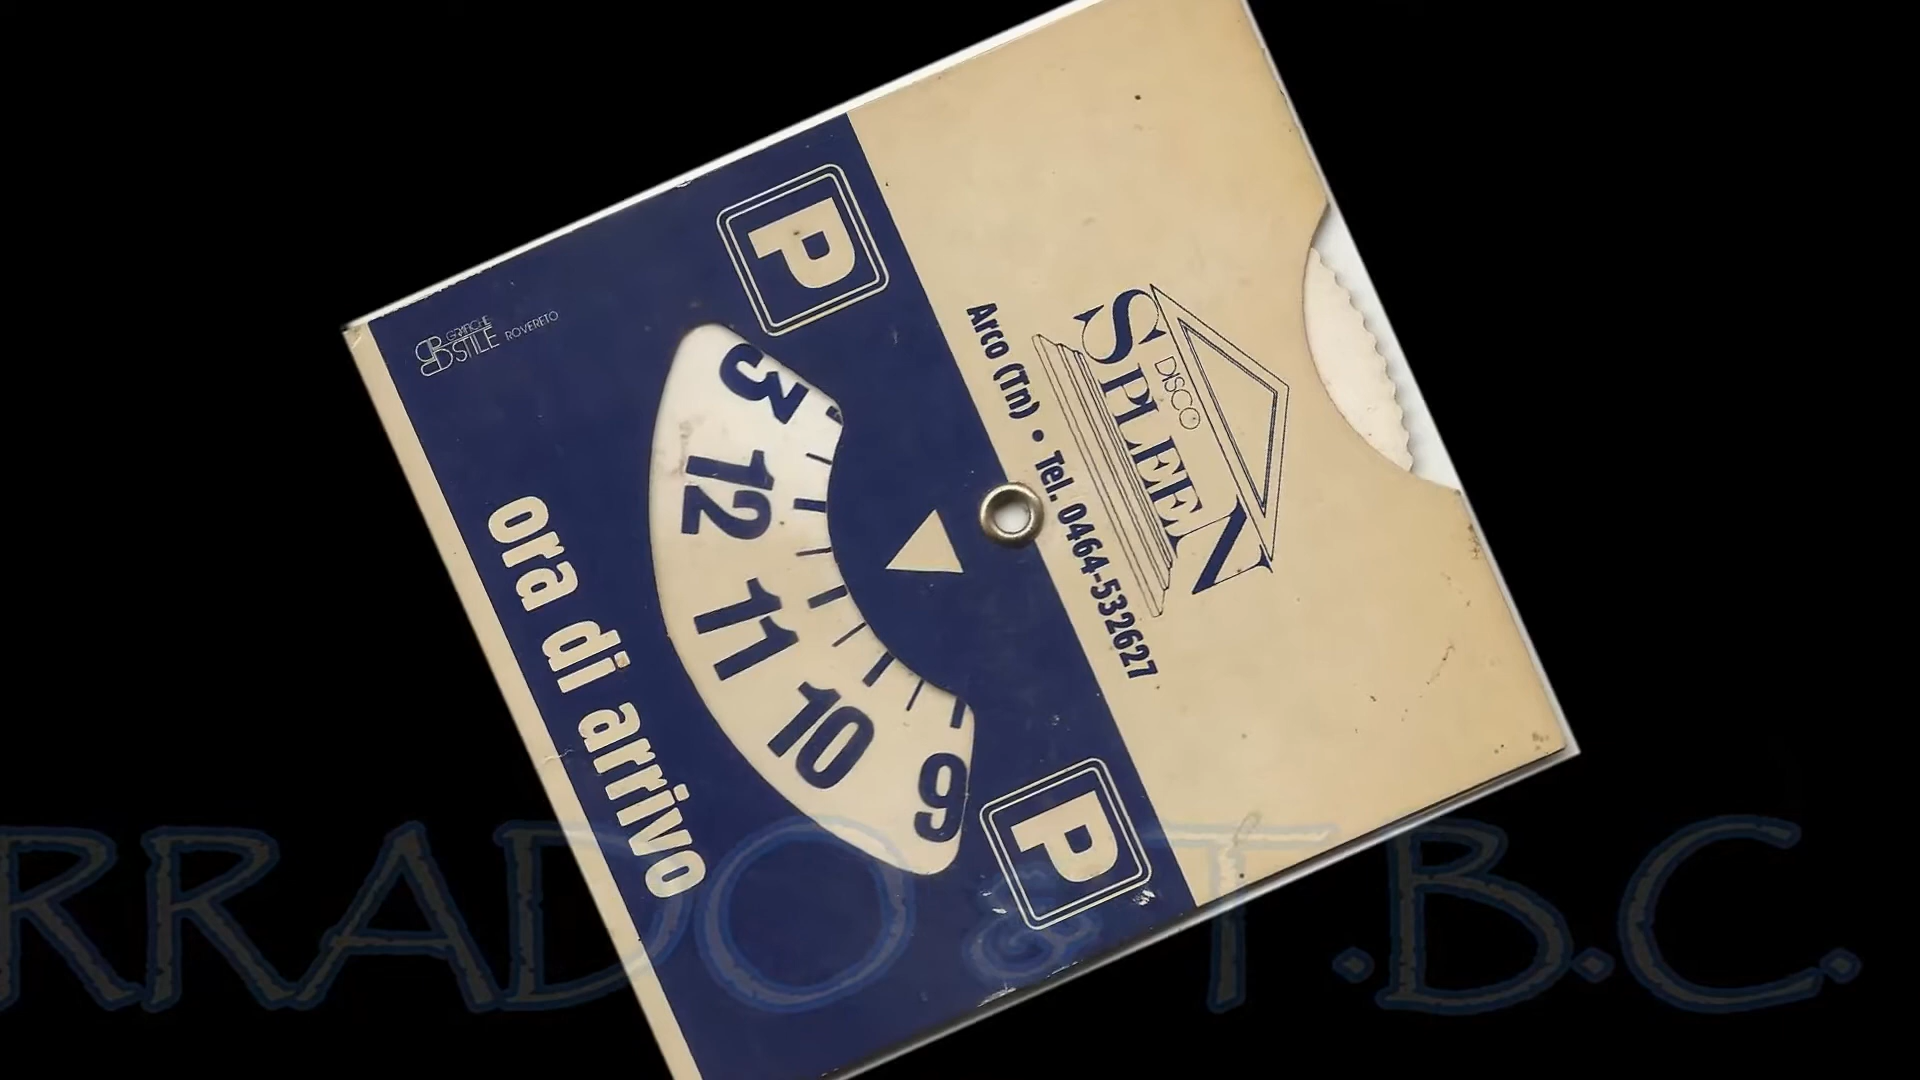 DISCO
SPLEEN
Arco (Tn) • Tel. 0464-532627
P
P
3 12 11 10 9
ora di arrivo
GRAFICHE
STILE ROVERETO
RRADO & T.B.C.